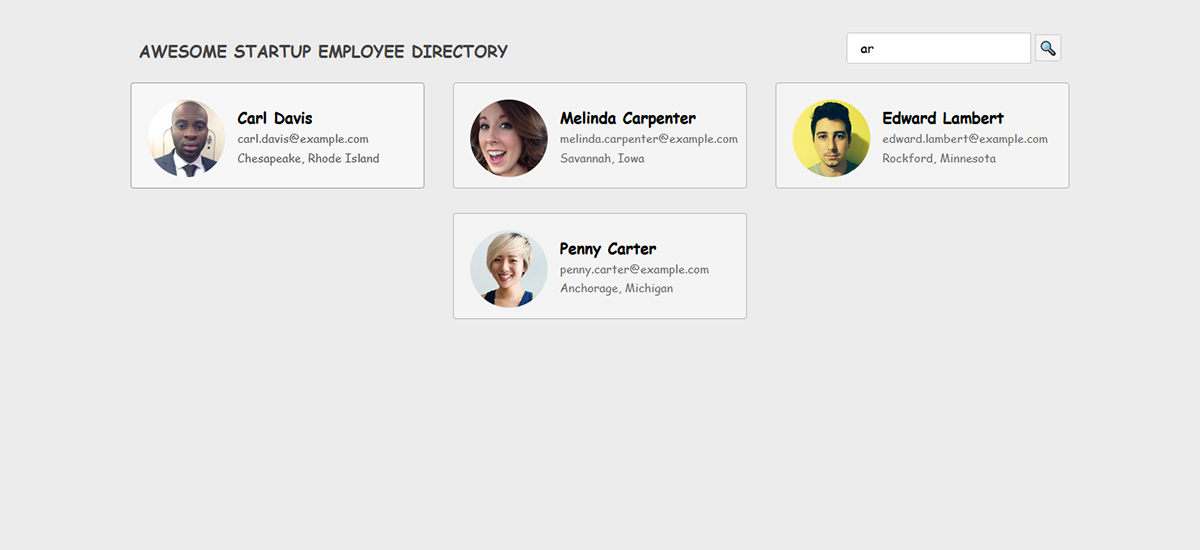 AWESOME STARTUP EMPLOYEE DIRECTORY
ar
Carl Davis
carl.davis@example.com
Chesapeake, Rhode Island
Melinda Carpenter
melinda.carpenter@example.com
Savannah, Iowa
Edward Lambert
edward.lambert@example.com
Rockford, Minnesota
Penny Carter
penny.carter@example.com
Anchorage, Michigan